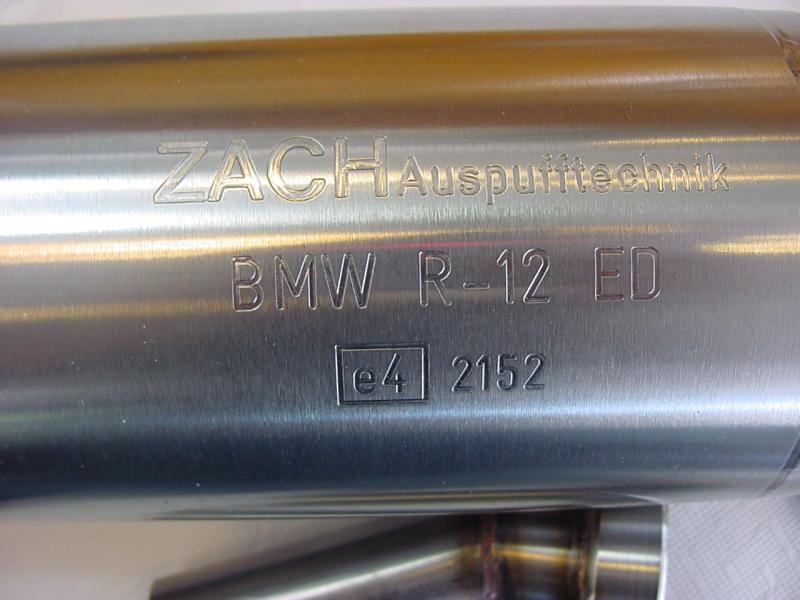 ZACH Auspufftechnik
BMW R-12 ED
e4 2152